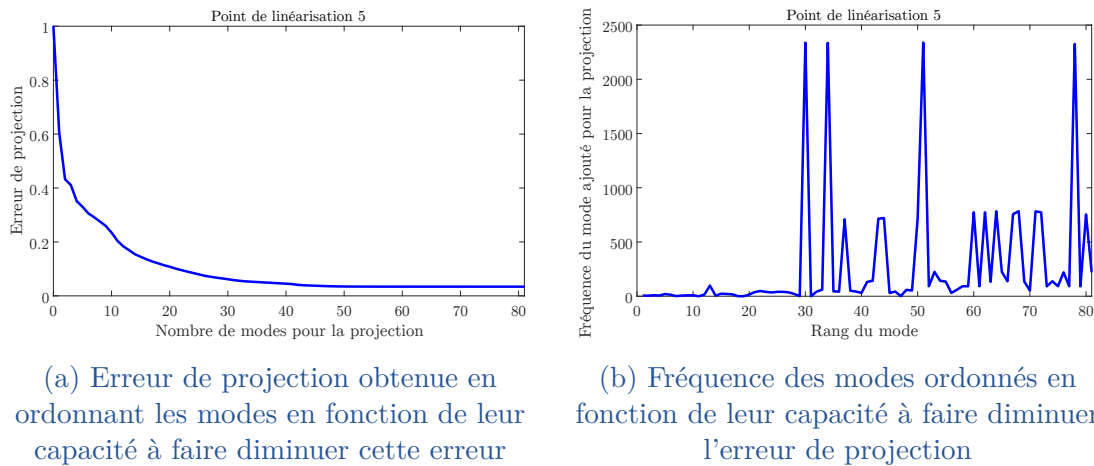 Point de linéarisation 5
1
0.8
0.6
0.4
0.2
0
Erreur de projection
0 10 20 30 40 50 60 70 80
Nombre de modes pour la projection
(a) Erreur de projection obtenue en
ordonnant les modes en fonction de leur
capacité à faire diminuer cette erreur
Point de linéarisation 5
2500
2000
1500
1000
500
0
Fréquence du mode ajouté pour la projection
0 10 20 30 40 50 60 70 80
Rang du mode
(b) Fréquence des modes ordonnés en
fonction de leur capacité à faire diminuer
l'erreur de projection